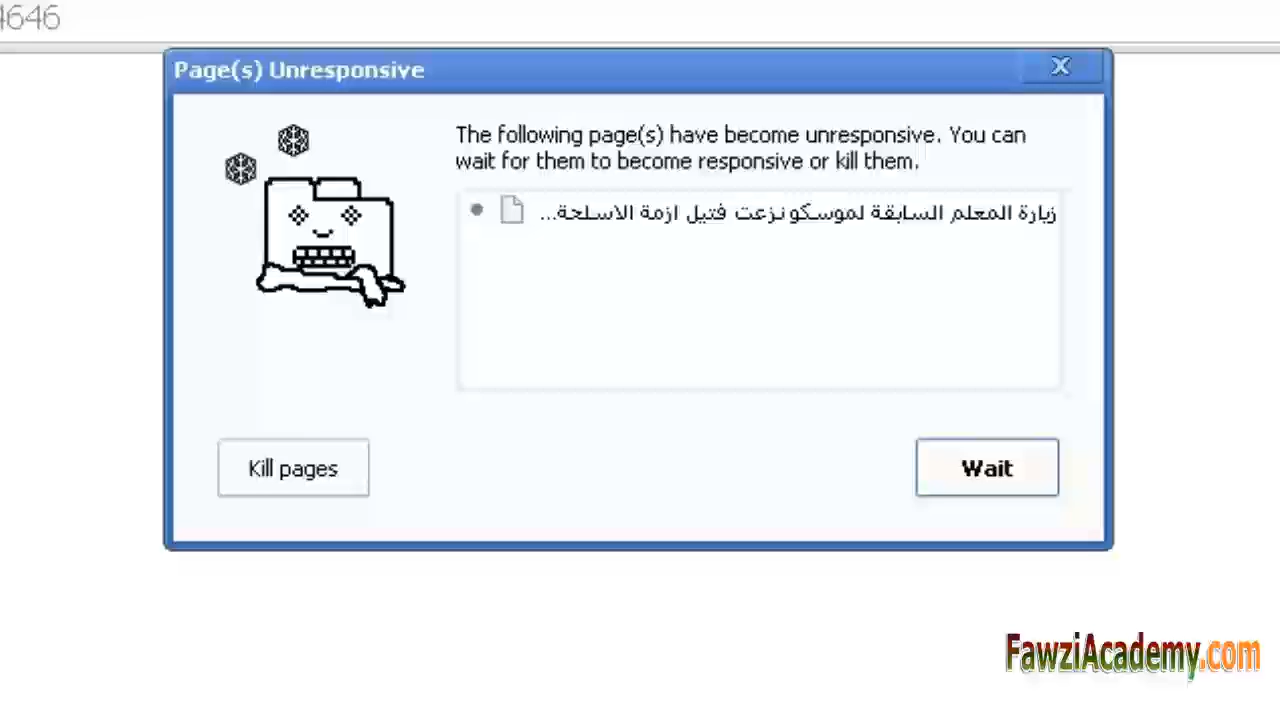 4646
Page(s) Unresponsive
The following page(s) have become unresponsive. You can
wait for them to become responsive or kill them.
زيارة المعلم السابقة لموسكو نزعت فتيل ازمة الاسلحة...
Kill pages
Wait
FawziAcademy.com